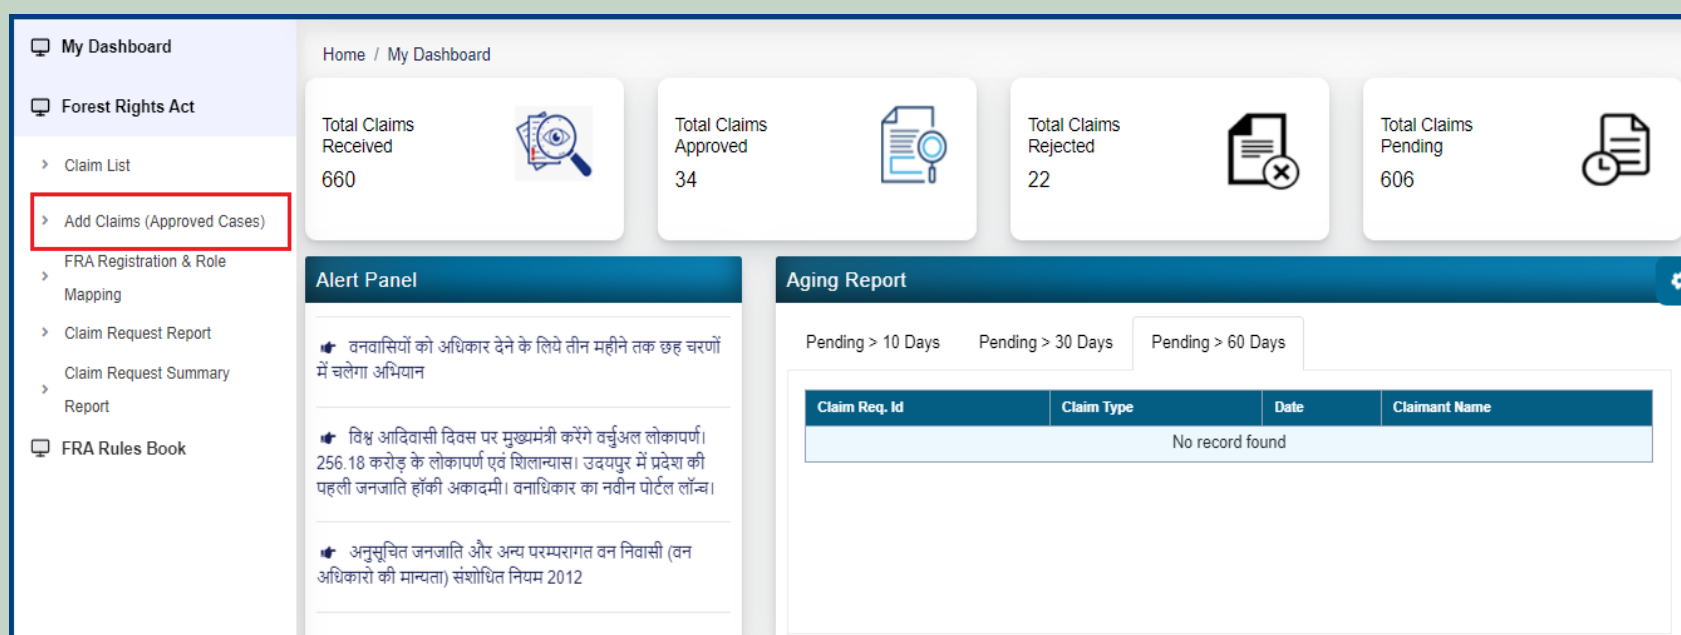 My Dashboard
Forest Rights Act
Claim List
Add Claims (Approved Cases)
FRA Registration & Role
Mapping
Claim Request Report
Claim Request Summary
Report
FRA Rules Book
Home / My Dashboard
Total Claims
Received
660
Total Claims
Approved
34
Total Claims
Rejected
22
Total Claims
Pending
606
Alert Panel
वनवासियों को अधिकार देने के लिये तीन महीने तक छह चरणों
में चलेगा अभियान
विश्व आदिवासी दिवस पर मुख्यमंत्री करेंगे वर्चुअल लोकापर्ण।
256.18 करोड़ के लोकापर्ण एवं शिलान्यास। उदयपुर में प्रदेश की
पहली जनजाति हॉकी अकादमी। वनाधिकार का नवीन पोर्टल लॉन्च।
अनुसूचित जनजाति और अन्य परम्परागत वन निवासी (वन
अधिकारो की मान्यता) संशोधित नियम 2012
Aging Report
Pending > 10 Days Pending > 30 Days Pending > 60 Days
Claim Req. Id Claim Type Date Claimant Name
No record found